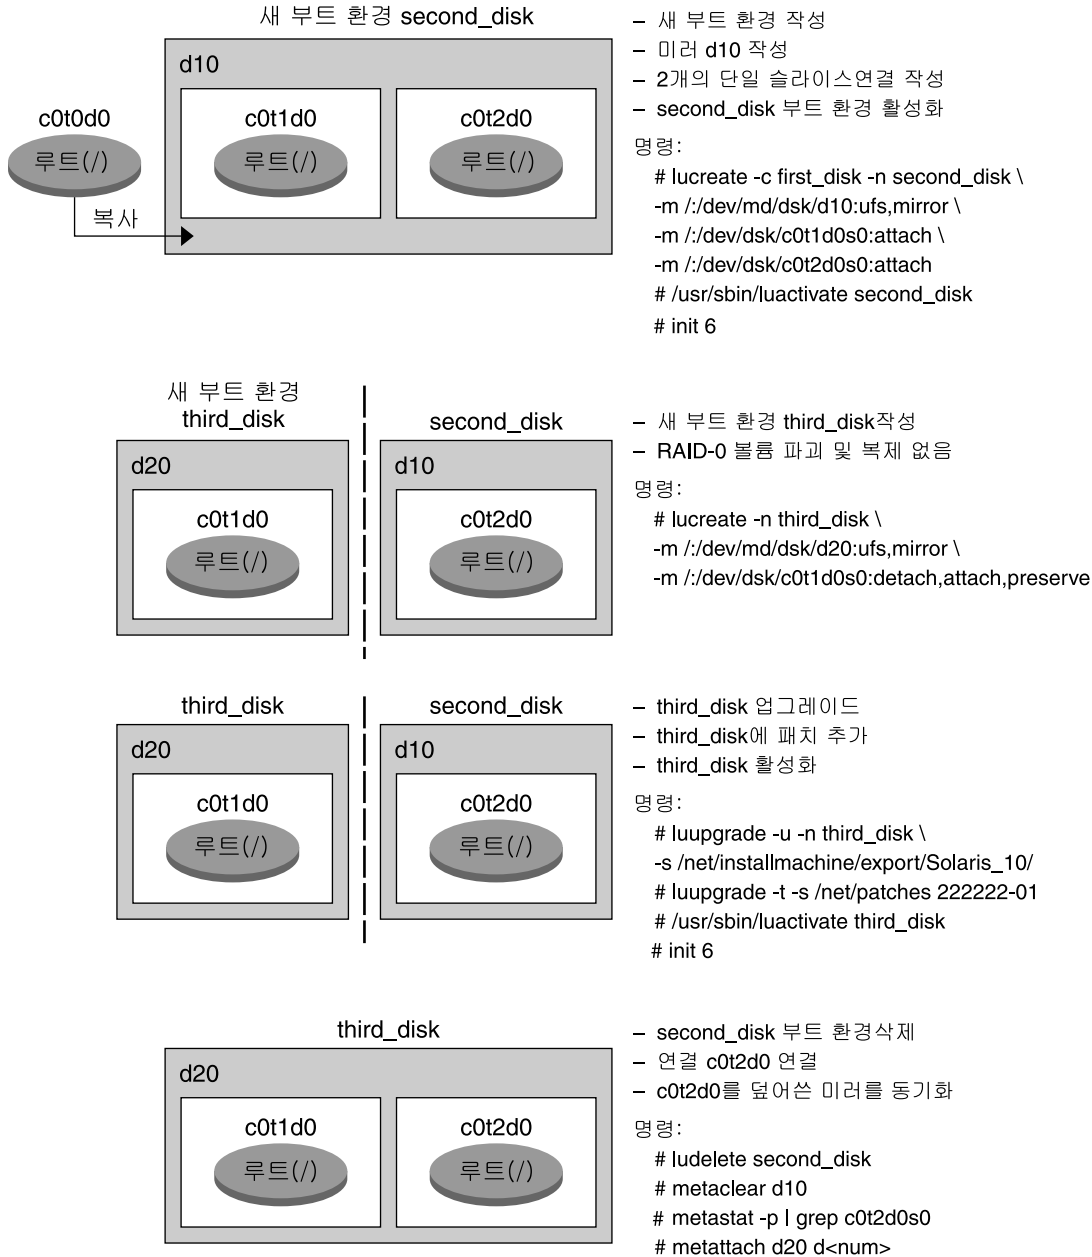 새 부트 환경 second_disk
d10
c0t0d0
루트(/)
복사
c0t1d0
루트(/)
c0t2d0
루트(/)
– 새 부트 환경 작성
– 미러 d10 작성
– 2개의 단일 슬라이스연결 작성
– second_disk 부트 환경 활성화
명령:
# lucreate -c first_disk -n second_disk \
-m /:/dev/md/dsk/d10:ufs,mirror \
-m /:/dev/dsk/c0t1d0s0:attach \
-m /:/dev/dsk/c0t2d0s0:attach
# /usr/sbin/luactivate second_disk
# init 6
새 부트 환경
third_disk
d20
c0t1d0
루트(/)
second_disk
d10
c0t2d0
루트(/)
– 새 부트 환경 third_disk작성
– RAID-0 볼륨 파괴 및 복제 없음
명령:
# lucreate -n third_disk \
-m /:/dev/md/dsk/d20:ufs,mirror \
-m /:/dev/dsk/c0t1d0s0:detach,attach,preserve
third_disk
d20
c0t1d0
루트(/)
second_disk
d10
c0t2d0
루트(/)
– third_disk 업그레이드
– third_disk에 패치 추가
– third_disk 활성화
명령:
# luupgrade -u -n third_disk \
-s /net/installmachine/export/Solaris_10/
# luupgrade -t -s /net/patches 222222-01
# /usr/sbin/luactivate third_disk
# init 6
third_disk
d20
c0t1d0
루트(/)
c0t2d0
루트(/)
– second_disk 부트 환경삭제
– 연결 c0t2d0 연결
– c0t2d0를 덮어쓴 미러를 동기화
명령:
# ludelete second_disk
# metaclear d10
# metastat -p | grep c0t2d0s0
# metattach d20 d<num>